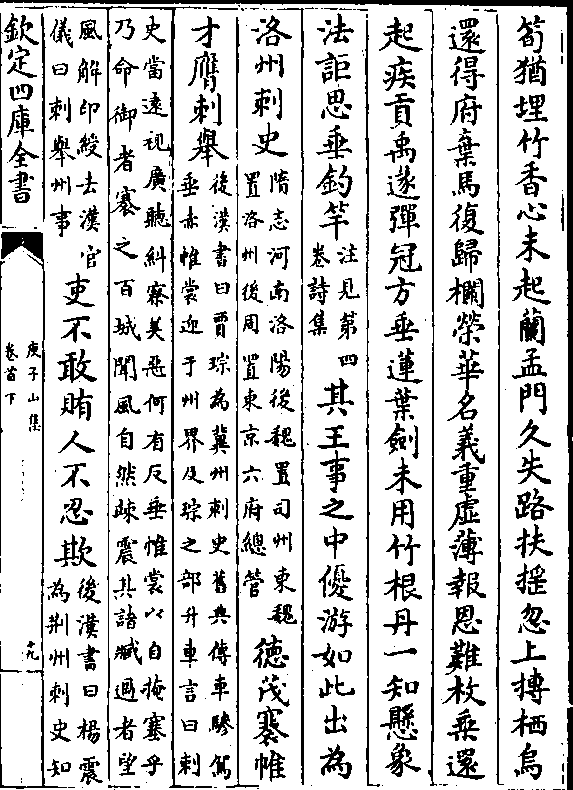 筍猶埋竹香心未起蘭孟門久失路扶揺忽上摶栖烏
還得府棄馬復歸欄榮華名義重虛薄報恩難枚乗還
起疾貢禹遂彈冠方垂蓮葉劍未用竹根丹一知懸象
法詎思垂釣竿
注見第四
卷詩集
其王事之中優游如此出為
洛州刺史
隋志河南洛陽後魏置司州東魏
置洛州後周置東京六府總管
德茂褰帷
才膺刺舉
後漢書曰賈琮為冀州刺史舊典傳車驂駕
垂赤帷裳迎于州界及琮之部升車言曰刺
史當逺視廣聽糾察美惡何有反垂帷裳以自掩塞乎
乃命御者褰之百城聞風自然竦震其諸臧過者望
風解印綬去漢官
儀曰刺舉州事
吏不敢賄人不忍欺
後漢書曰楊震
為荆州刺史知
欽定四庫全書
庾子山集
卷首下
十九